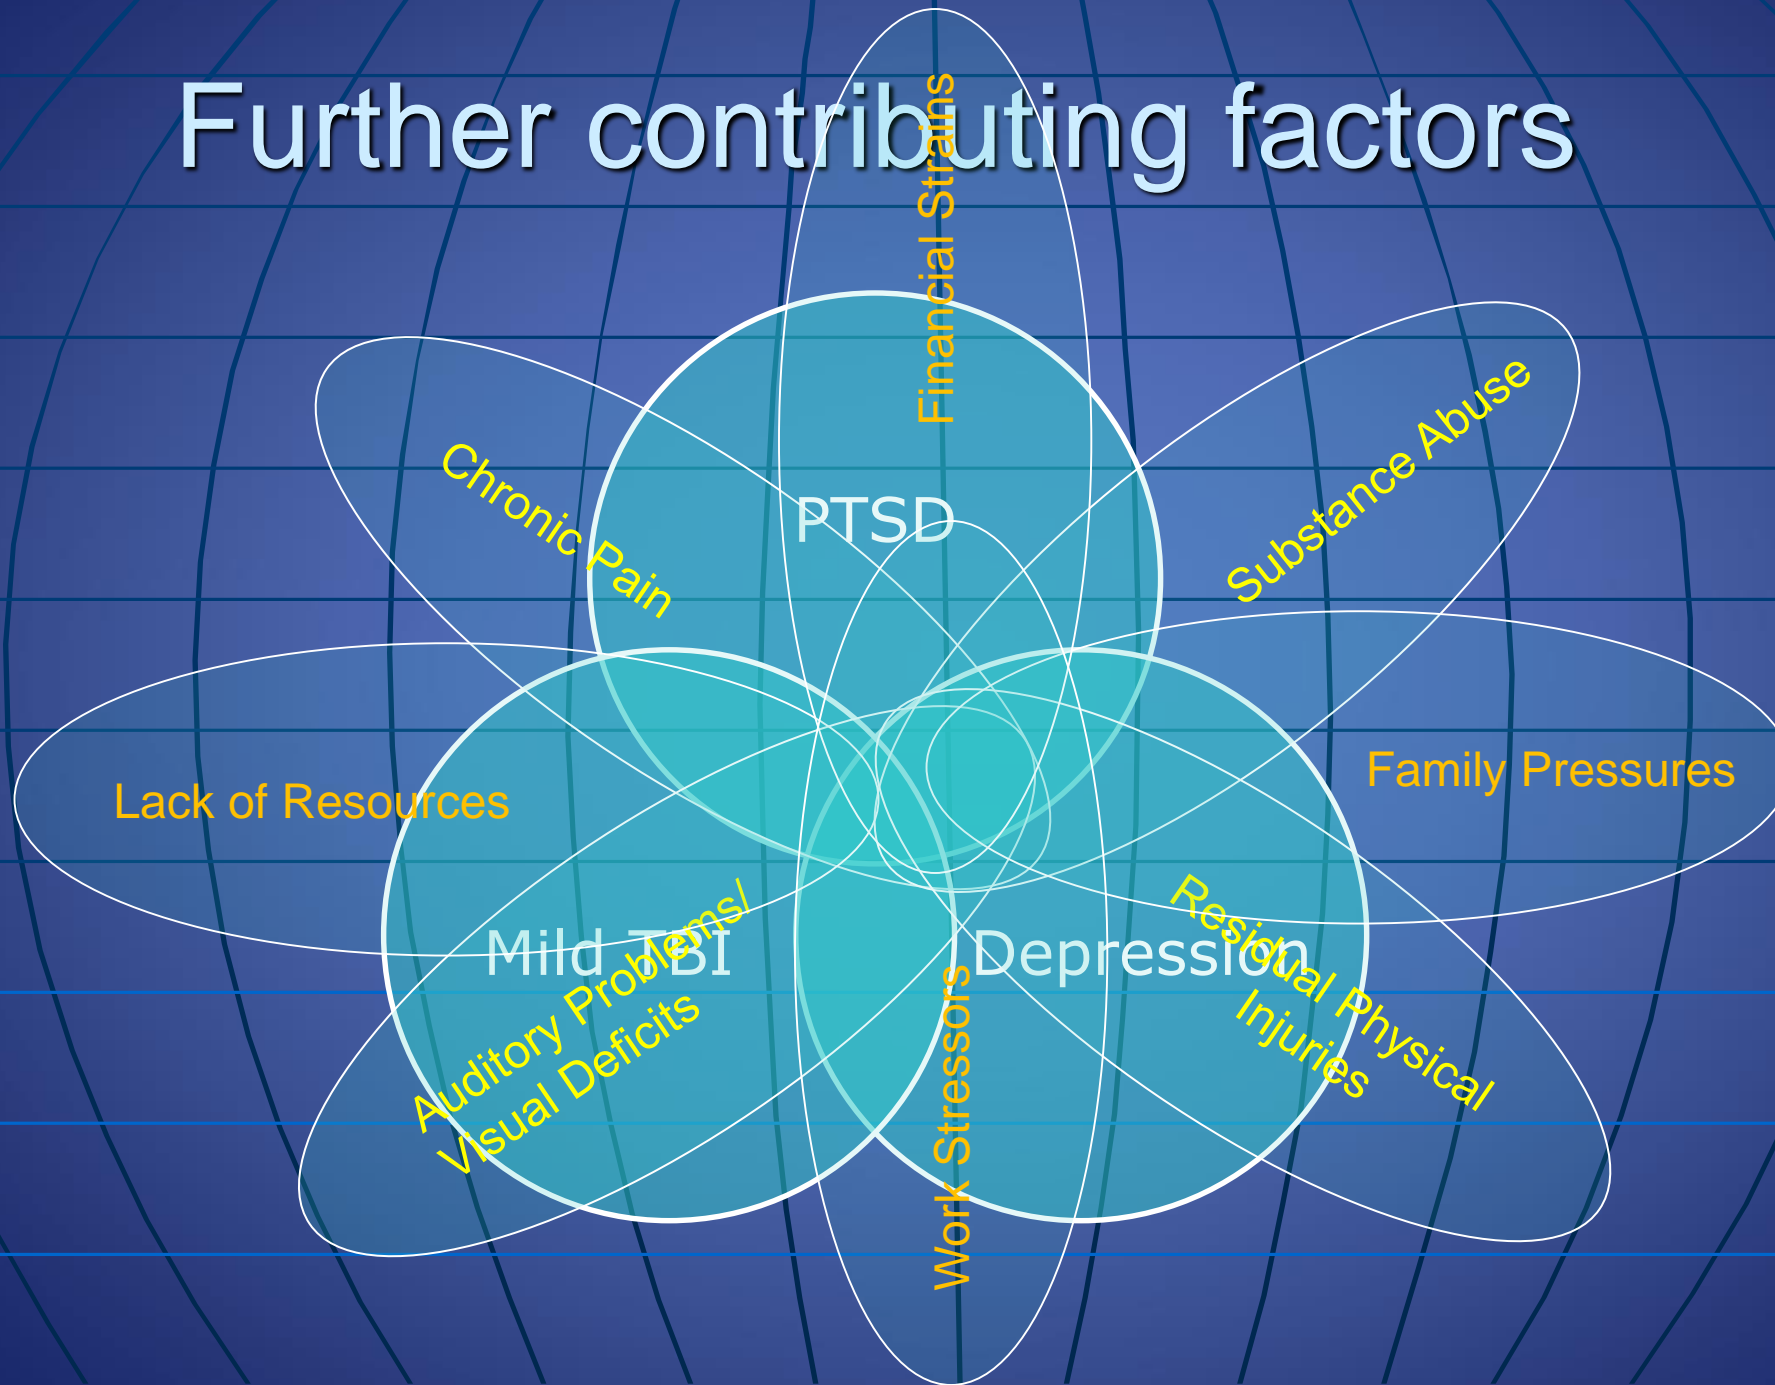 Further contributing factors
Financial Strains
Substance Abuse
Chronic Pain
PTSD
Family Pressures
Lack of Resources
Mild TBI
Depression
Auditory Problems/
Visual Deficits
Residual Physical
Injuries
Work Stressors